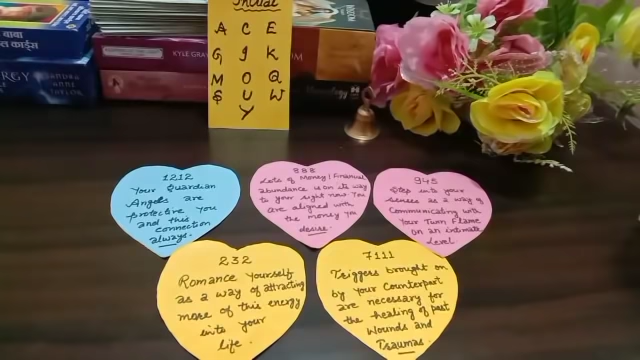 Initial
A C E
G I K
M O Q
S U W
Y
बाबा
KYLE GRAY
1212
Your Guardian
Angels are
protective you
and this
connection
always.
888
Lots of Money/Financial
abundance is on its way
to your right now. You
are aligned with
the money you
desire.
945
Step into your
senses as a way of
Communicating with
Your Turn Flame
on an intimate
level
232
Romance Yourself
as a way of attracting
more of this energy
into your
life.
7111
Triggers brought on
by your Counterpart
are necessary for
the healing of past
Wounds and
Traumas.